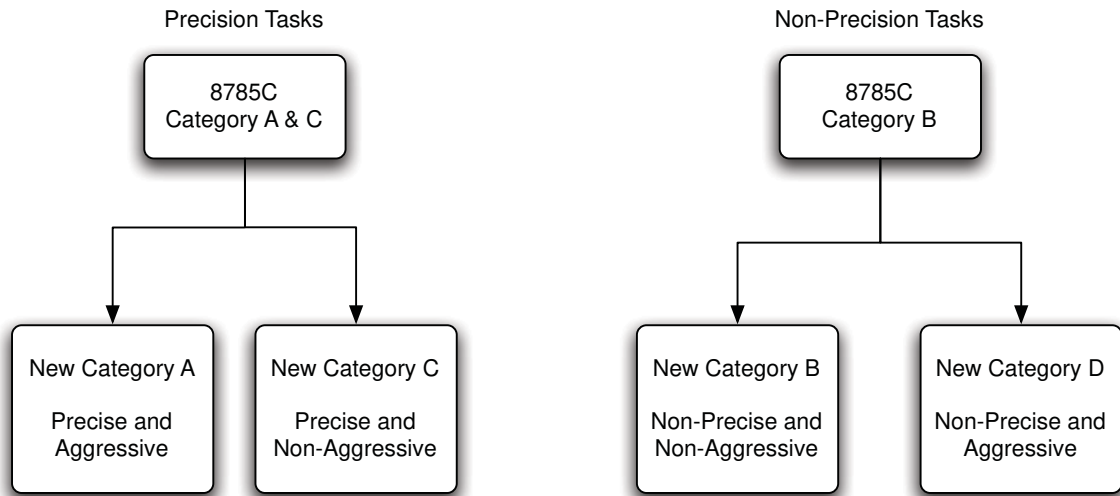 Precision Tasks
8785C
Category A & C
New Category A
Precise and
Aggressive
New Category C
Precise and
Non-Aggressive
Non-Precision Tasks
8785C
Category B
New Category B
Non-Precise and
Non-Aggressive
New Category D
Non-Precise and
Aggressive